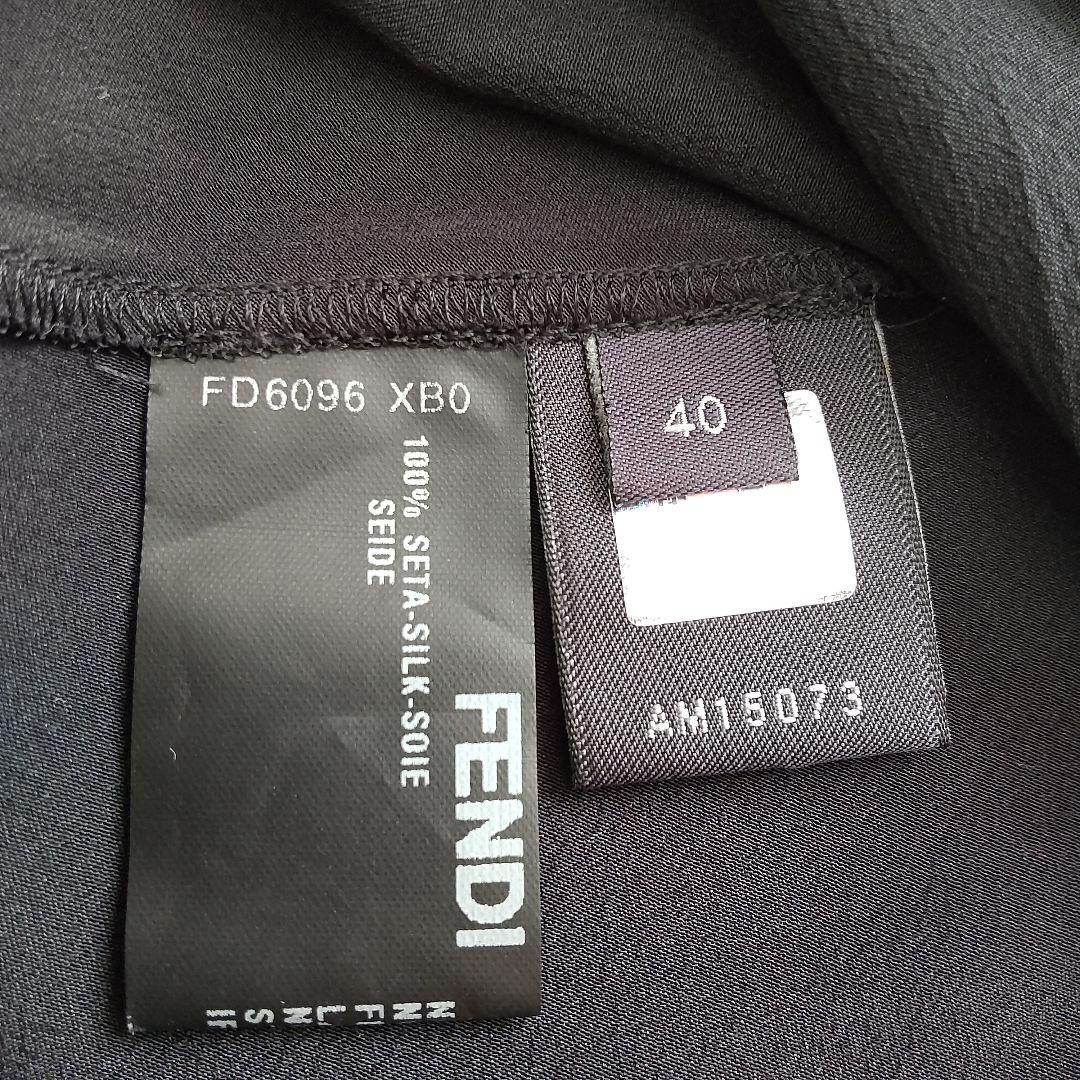 FD6096 XB0
100% SETA-SILK-SOIE
SEIDE
FENDI
40
AM15073